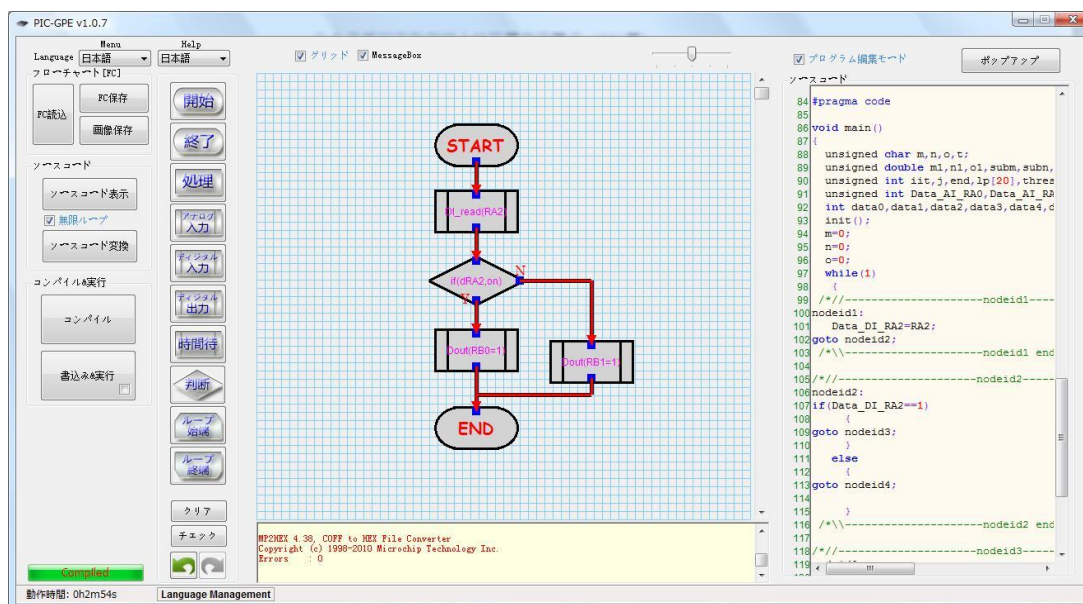 PIC-GPE v1.0.7
Menu
Help
Language 日本語
日本語
グリッド
MessageBox
プログラム編集モード
ポップアップ
フローチャート[FC]
FC読込
FC保存
画像保存
ソースコード
ソースコード表示
無限ループ
ソースコード変換
コンパイル&実行
コンパイル
書込み&実行
Compiled
動作時間: 0h2m54s
Language Management
開始
終了
処理
アナログ
入力
ディジタル
入力
ディジタル
出力
時間待
判断
ループ
始端
ループ
終端
クリア
チェック
START
DI_read(RA2)
if(dRA2,on)
N
Y
Dout(RB0=1)
Dout(RB1=1)
END
MP2HEX 4.38, COFF to HEX File Converter
Copyright (c) 1998-2010 Microchip Technology Inc.
Errors : 0
ソースコード
84 #pragma code
85
86 void main()
87 {
88 unsigned char m,n,o,t;
89 unsigned double m1,n1,o1,subm,subn,
90 unsigned int iit,j,end,lp[20],thres
91 unsigned int Data_AI_RA0,Data_AI_RA
92 int data0,data1,data2,data3,data4,d
93 init();
94 m=0;
95 n=0;
96 o=0;
97 while(1)
98 {
99 /*//----------------------nodeid1----
100 nodeid1:
101 Data_DI_RA2=RA2;
102 goto nodeid2;
103 /*\\----------------------nodeid1 end
104
105 /*//----------------------nodeid2----
106 nodeid2:
107 if(Data_DI_RA2==1)
108 {
109 goto nodeid3;
110 }
111 else
112 {
113 goto nodeid4;
114
115 }
116 /*\\----------------------nodeid2 end
117
118 /*//----------------------nodeid3----
119